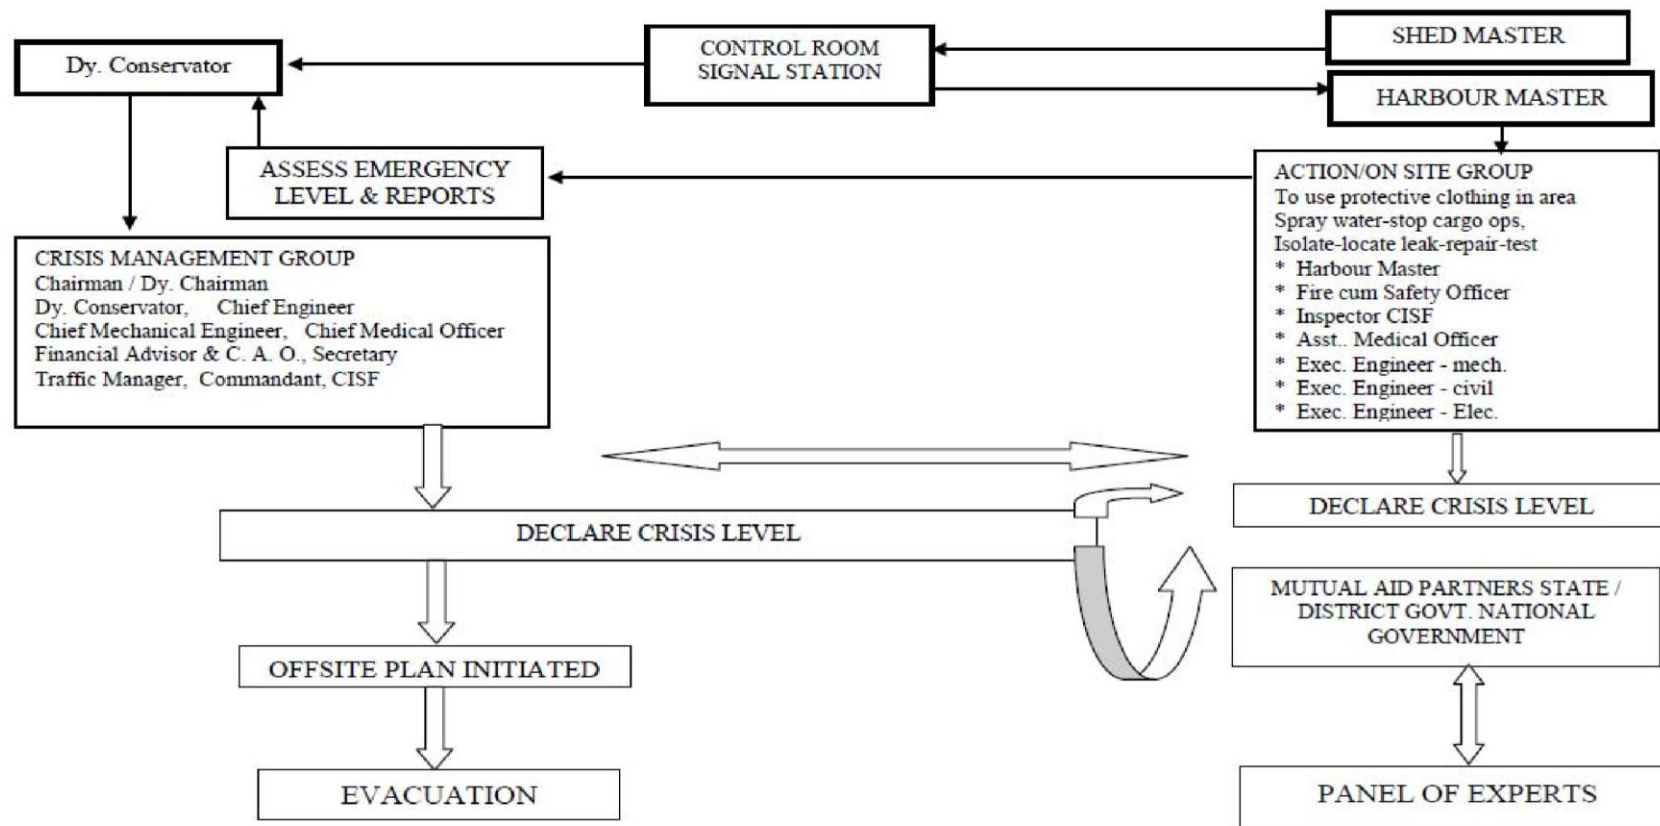 Dy. Conservator
CONTROL ROOM
SIGNAL STATION
SHED MASTER
HARBOUR MASTER
ASSESS EMERGENCY
LEVEL & REPORTS
ACTION/ON SITE GROUP
To use protective clothing in area
Spray water-stop cargo ops,
Isolate-locate leak-repair-test
* Harbour Master
* Fire cum Safety Officer
* Inspector CISF
* Asst.. Medical Officer
* Exec. Engineer - mech.
* Exec. Engineer - civil
* Exec. Engineer - Elec.
CRISIS MANAGEMENT GROUP
Chairman / Dy. Chairman
Dy. Conservator, Chief Engineer
Chief Mechanical Engineer, Chief Medical Officer
Financial Advisor & C. A. O., Secretary
Traffic Manager, Commandant, CISF
DECLARE CRISIS LEVEL
DECLARE CRISIS LEVEL
MUTUAL AID PARTNERS STATE /
DISTRICT GOVT. NATIONAL
GOVERNMENT
OFFSITE PLAN INITIATED
EVACUATION
PANEL OF EXPERTS